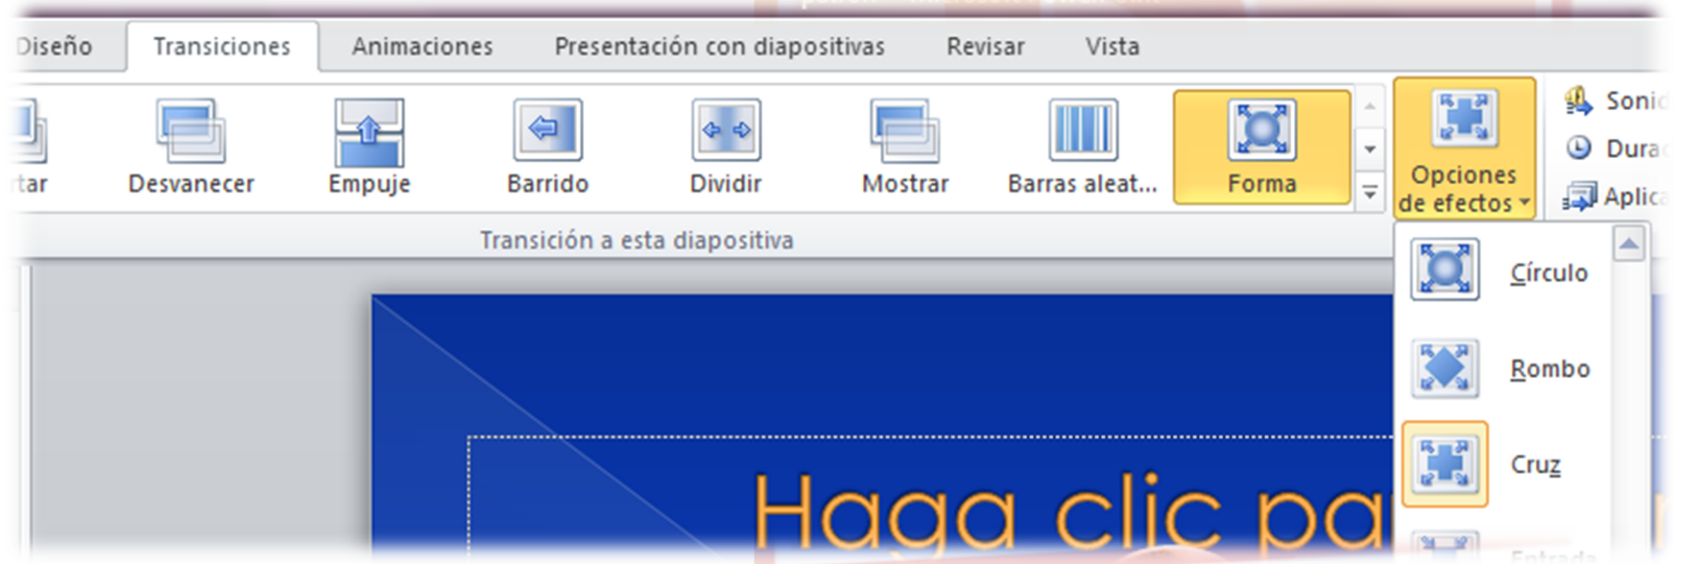 Diseño Transiciones Animaciones Presentación con diapositivas Revisar Vista
Desvanecer Empuje Barrido Dividir Mostrar Barras aleat... Forma
Opciones
de efectos
Transición a esta diapositiva
Círculo
Rombo
Cruz
Entrada
Haga clic